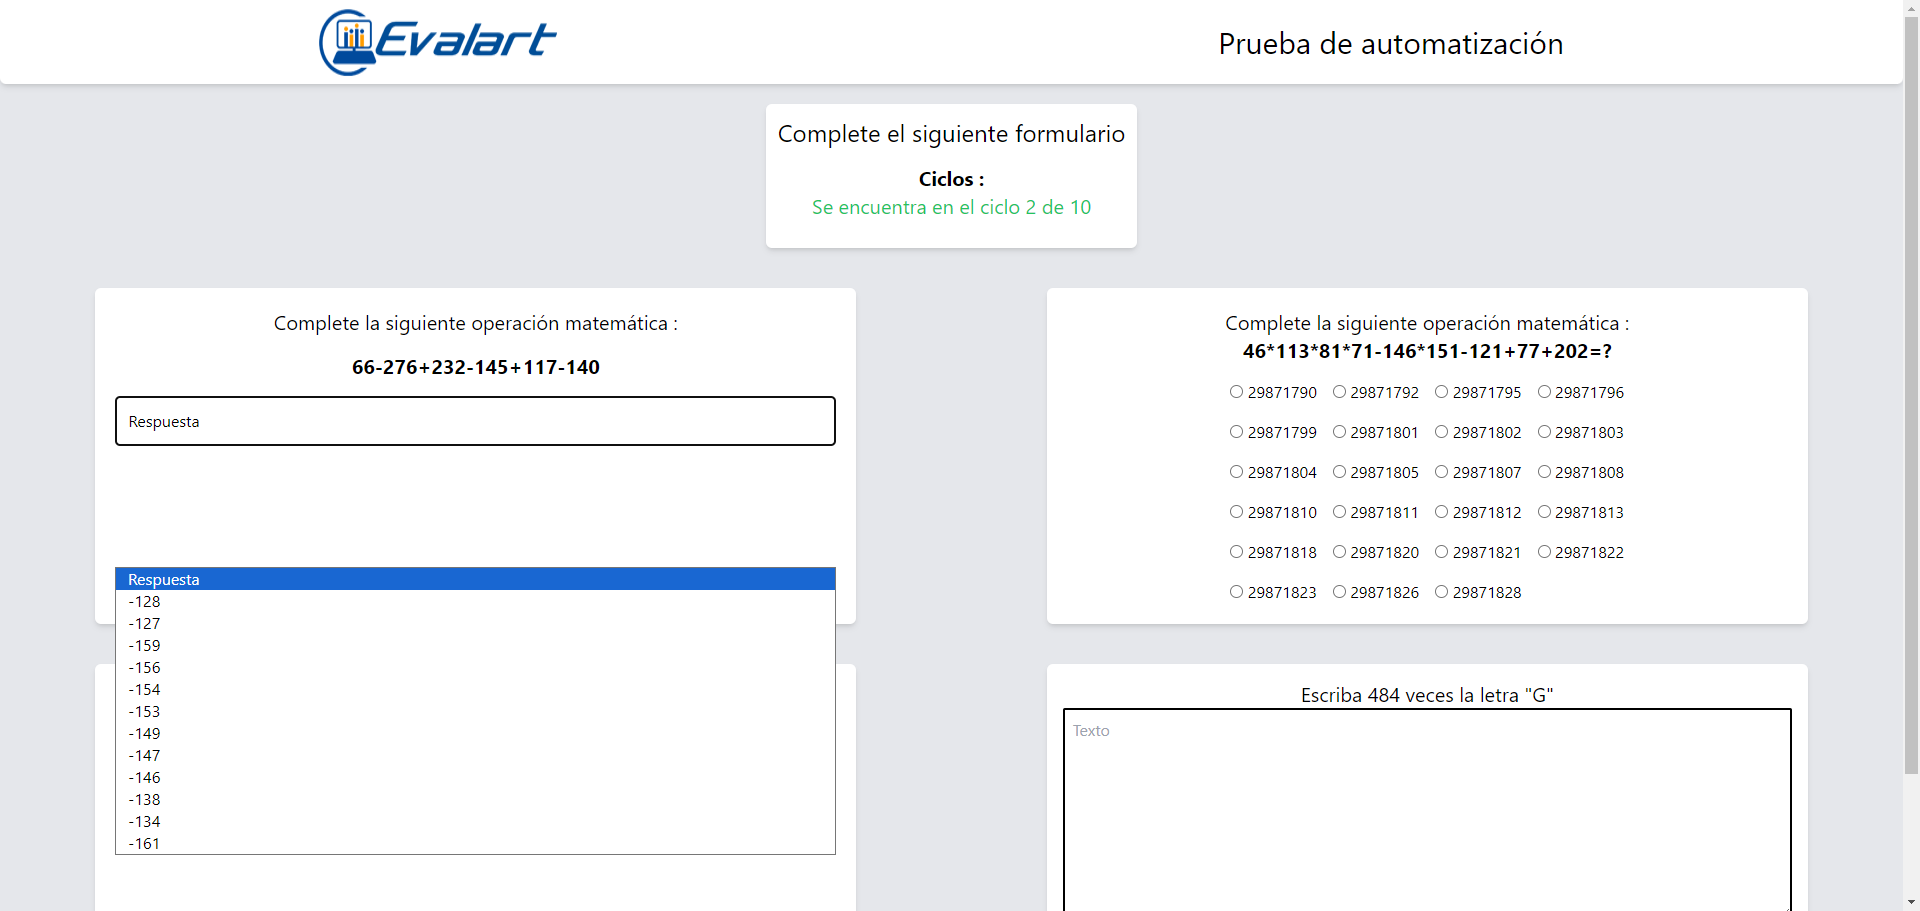 Evalart
Prueba de automatización
Complete el siguiente formulario
Ciclos :
Se encuentra en el ciclo 2 de 10
Complete la siguiente operación matemática :
66-276+232-145+117-140
Respuesta
Respuesta
-128
-127
-159
-156
-154
-153
-149
-147
-146
-138
-134
-161
Complete la siguiente operación matemática :
46*113*81*71-146*151-121+77+202=?
29871790 29871792 29871795 29871796
29871799 29871801 29871802 29871803
29871804 29871805 29871807 29871808
29871810 29871811 29871812 29871813
29871818 29871820 29871821 29871822
29871823 29871826 29871828
Escriba 484 veces la letra "G"
Texto